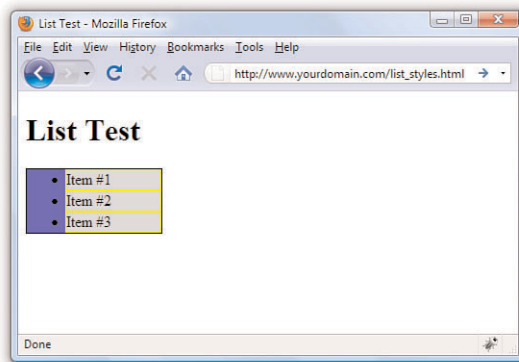 List Test - Mozilla Firefox
File Edit View History Bookmarks Tools Help
http://www.yourdomain.com/list_styles.html
List Test
• Item #1
• Item #2
• Item #3
Done